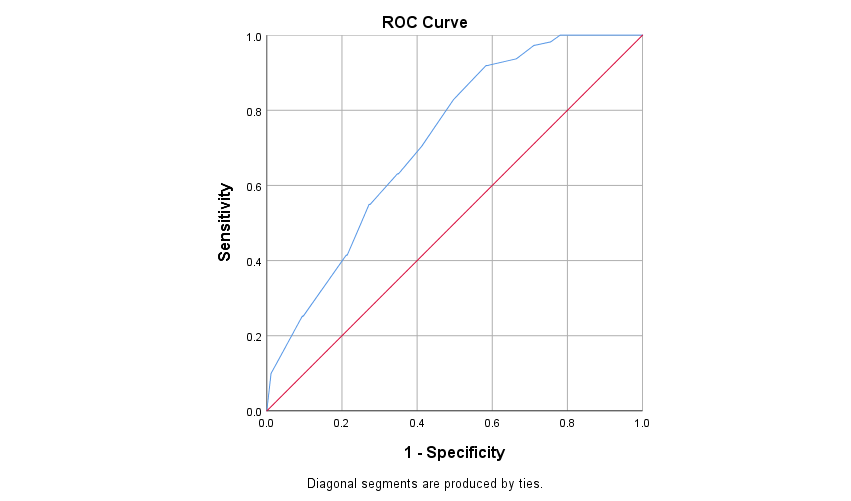 ROC Curve
1.0
0.8
0.6
0.4
0.2
0.0
Sensitivity
0.0 0.2 0.4 0.6 0.8 1.0
1 - Specificity
Diagonal segments are produced by ties.